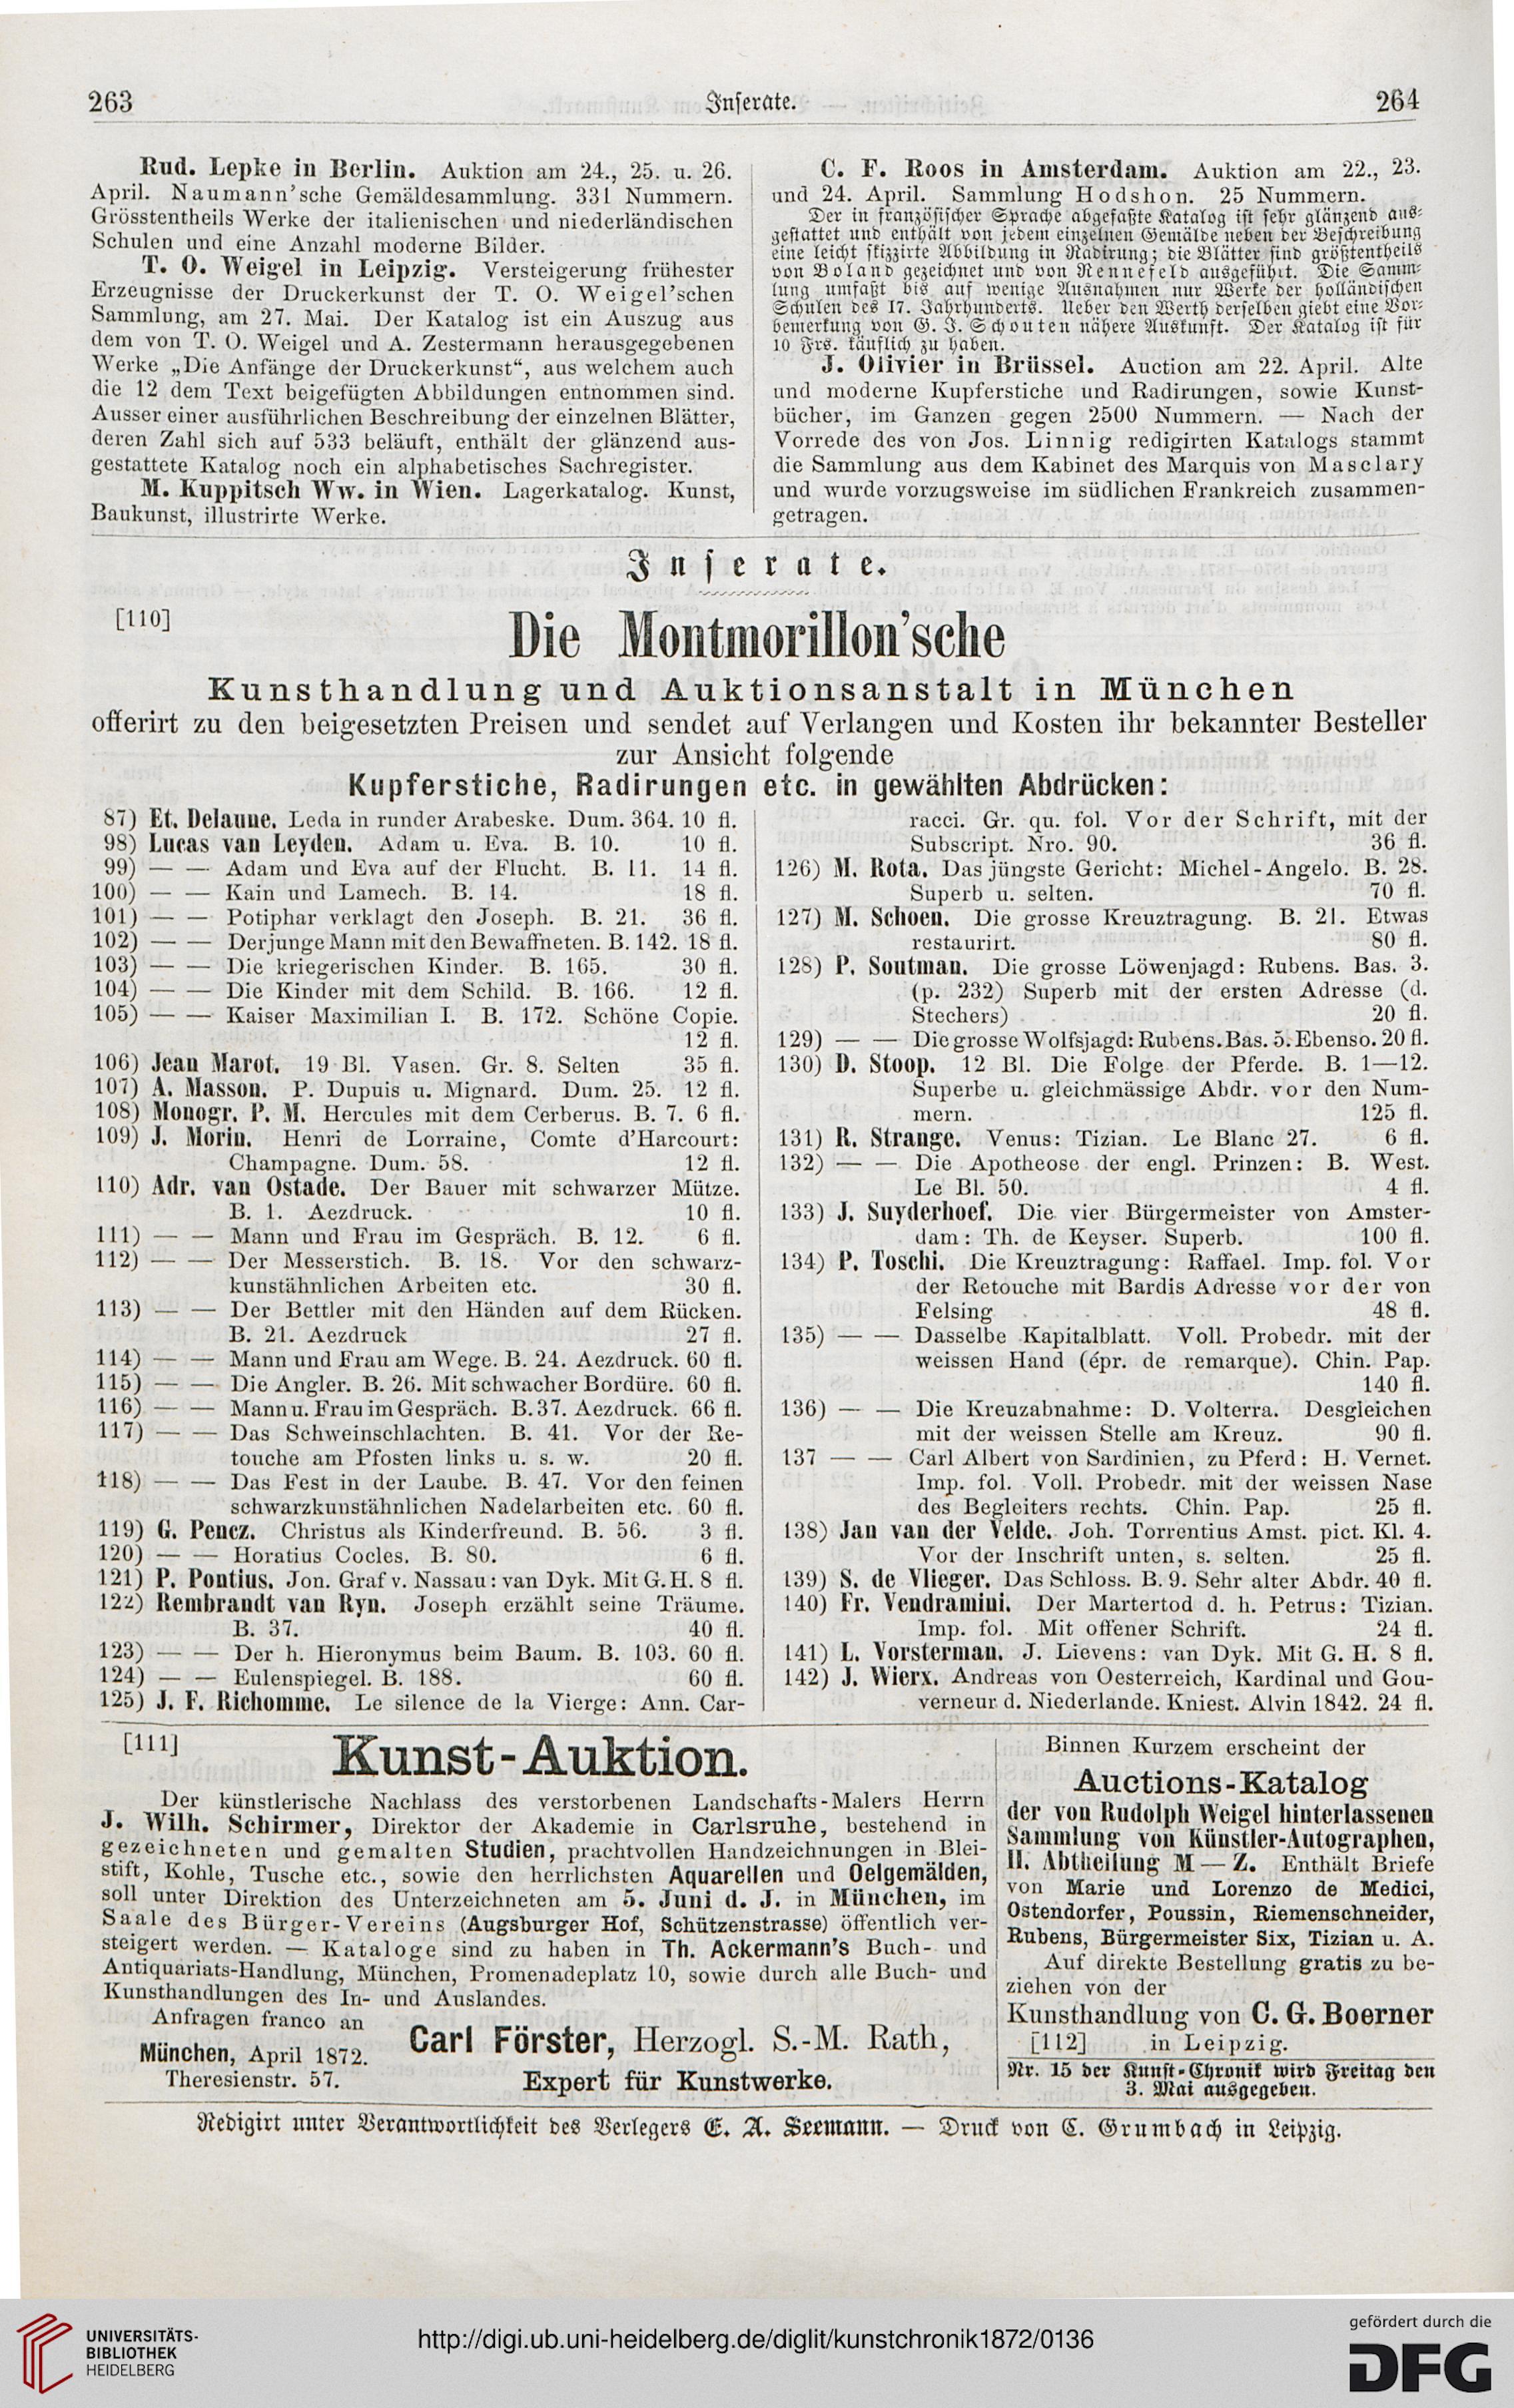 263
Inserate.
264
Rud. Lepke in Berlin. Auktion am 24., 25. u. 26.
April. Naumann'sche Gemäldesammlung. 331 Nummern.
Grösstentheils Werke der italienischen und niederländischen
Schulen und eine Anzahl moderne Bilder.
T. O. Weigel in Leipzig. Versteigerung frühester
Erzeugnisse der Druckerkunst der T. O. Weigel'schen
Sammlung, am 27. Mai. Der Katalog ist ein Auszug aus
dem von T. O. Weigel und A. Zestermann herausgegebenen
Werke „Die Anfänge der Druckerkunst“, aus welchem auch
die 12 dem Text beigefügten Abbildungen entnommen sind.
Ausser einer ausführlichen Beschreibung der einzelnen Blätter,
deren Zahl sich auf 533 beläuft, enthält der glänzend aus-
gestattete Katalog noch ein alphabetisches Sachregister.
M. Kuppitsch Ww. in Wien. Lagerkatalog. Kunst,
Baukunst, illustrirte Werke.
C. F. Roos in Amsterdam. Auktion am 22., 23.
und 24. April. Sammlung Hodshon. 25 Nummern.
Der in französischer Sprache abgefaßte Katalog ist sehr glänzend aus-
gestattet und enthält von jedem einzelnen Gemälde neben der Beschreibung
eine leicht skizzirte Abbildung in Radirung; die Blätter sind größtentheils
von Boland gezeichnet und von Rennefeld ausgeführt. Die Samm-
lung umfaßt bis auf wenige Ausnahmen nur Werke der holländischen
Schulen des 17. Jahrhunderts. Ueber den Werth derselben giebt eine Vor-
bemerkung von G. J. Schouten nähere Auskunft. Der Katalog ist für
10 Frs. käuflich zu haben.
J. Olivier in Brüssel. Auction am 22. April. Alte
und moderne Kupferstiche und Radirungen, sowie Kunst-
bücher, im Ganzen gegen 2500 Nummern. — Nach der
Vorrede des von Jos. Linnig redigirten Katalogs stammt
die Sammlung aus dem Kabinet des Marquis von Masclary
und wurde vorzugsweise im südlichen Frankreich zusammen-
getragen.
Inserate.
[110]
Die Montmorillon'sche
Kunsthandlung und Auktionsanstalt in München
offerirt zu den beigesetzten Preisen und sendet auf Verlangen und Kosten ihr bekannter Besteller
zur Ansicht folgende
Kupferstiche, Radirungen etc. in gewählten Abdrücken:
87) Et. Delaune. Leda in runder Arabeske. Dum. 364. 10 fl.
98) Lucas van Leyden. Adam u. Eva. B. 10. 10 fl.
99) — — Adam und Eva auf der Flucht. B. 11. 14 fl.
100) — — Kain und Lamech. B. 14. 18 fl.
101) — — Potiphar verklagt den Joseph. B. 21. 36 fl.
102) — — Der junge Mann mit den Bewaffneten. B. 142. 18 fl.
103) — — Die kriegerischen Kinder. B. 165. 30 fl.
104) — — Die Kinder mit dem Schild. B. 166. 12 fl.
105) — — Kaiser Maximilian I. B. 172. Schöne Copie.
12 fl.
106) Jean Marot. 19 Bl. Vasen. Gr. 8. Selten 35 fl.
107) A. Masson. P. Dupuis u. Mignard. Dum. 25. 12 fl.
108) Monogr. P. M. Hercules mit dem Cerberus. B. 7. 6 fl.
109) J. Morin. Henri de Lorraine, Comte d'Harcourt:
Champagne. Dum. 58. 12 fl.
110) Adr. van Ostade. Der Bauer mit schwarzer Mütze.
B. 1. Aezdruck. 10 fl.
111) — — Mann und Frau im Gespräch. B. 12. 6 fl.
112) — — Der Messerstich. B. 18. Vor den schwarz-
kunstähnlichen Arbeiten etc. 30 fl.
113) — — Der Bettler mit den Händen auf dem Rücken.
B. 21. Aezdruck 27 fl.
114) — — Mann und Frau am Wege. B. 24. Aezdruck. 60 fl.
115) — — Die Angler. B. 26. Mit schwacher Bordüre. 60 fl.
116) — — Mann u. Frau im Gespräch. B. 37. Aezdruck. 66 fl.
117) — — Das Schweinschlachten. B. 41. Vor der Re-
touche am Pfosten links u. s. w. 20 fl.
118) — — Das Fest in der Laube. B. 47. Vor den feinen
schwarzkunstähnlichen Nadelarbeiten etc. 60 fl.
119) G. Pencz. Christus als Kinderfreund. B. 56. 3 fl.
120) — — Horatius Cocles. B. 80. 6 fl.
121) P. Pontius. Jon. Graf v. Nassau: van Dyk. Mit G. H. 8 fl.
122) Rembrandt van Ryn. Joseph erzählt seine Träume.
B. 37. 40 fl.
123) — — Der h. Hieronymus beim Baum. B. 103. 60 fl.
124) — — Eulenspiegel. B. 188. 60 fl.
125) J. F. Richomme. Le silence de la Vierge: Ann. Car-
racci. Gr. qu. fol. Vor der Schrift, mit der
Subscript. Nro. 90. 36 fl.
126) M. Rota. Das jüngste Gericht: Michel-Angelo. B. 28.
Superb u. selten. 70 fl.
127) M. Schoen. Die grosse Kreuztragung. B. 21. Etwas
restaurirt. 80 fl.
128) P. Soutman. Die grosse Löwenjagd: Rubens. Bas. 3.
(p. 232) Superb mit der ersten Adresse (d.
Stechers) 20 fl.
129) — — Die grosse Wolfsjagd: Rubens. Bas. 5. Ebenso. 20 fl.
130) D. Stoop. 12 Bl. Die Folge der Pferde. B. 1—12.
Superbe u. gleichmässige Abdr. vor den Num-
mern. 125 fl.
131) R. Strange. Venus: Tizian. Le Blanc 27. 6 fl.
132) — — Die Apotheose der engl. Prinzen: B. West.
Le Bl. 50. 4 fl.
133) J. Suyderhoef. Die vier Bürgermeister von Amster-
dam: Th. de Keyser. Superb. 100 fl.
134) P. Toschi. Die Kreuztragung: Raffael. Imp. fol. Vor
der Retouche mit Bardis Adresse vor der von
Felsing 48 fl.
135) — — Dasselbe Kapitalblatt. Voll. Probedr. mit der
weissen Hand (épr. de remarque). Chin. Pap.
140 fl.
136) — — Die Kreuzabnahme: D. Volterra. Desgleichen
mit der weissen Stelle am Kreuz. 90 fl.
137 — — Carl Albert von Sardinien, zu Pferd: H. Vernet.
Imp. fol. Voll. Probedr. mit der weissen Nase
des Begleiters rechts. Chin. Pap. 25 fl.
138) Jan van der Velde. Joh. Torrentius Amst. pict. Kl. 4.
Vor der Inschrift unten, s. selten. 25 fl.
139) S. de Vlieger. Das Schloss. B. 9. Sehr alter Abdr. 40 fl.
140) Fr. Vendramini. Der Martertod d. h. Petrus: Tizian.
Imp. fol. Mit offener Schrift. 24 fl.
141) L. Vorsterman. J. Lievens: van Dyk. Mit G. H. 8 fl.
142) J. Wierx. Andreas von Oesterreich, Kardinal und Gou-
verneur d. Niederlande. Kniest. Alvin 1842. 24 fl.
[111]
Kunst-Auktion.
Der künstlerische Nachlass des verstorbenen Landschafts-Malers Herrn
J. Wilh. Schirmer, Direktor der Akademie in Carlsruhe, bestehend in
gezeichneten und gemalten Studien, prachtvollen Handzeichnungen in Blei-
stift, Kohle, Tusche etc., sowie den herrlichsten Aquarellen und Oelgemälden,
soll unter Direktion des Unterzeichneten am 5. Juni d. J. in München, im
Saale des Bürger-Vereins (Augsburger Hof, Schützenstrasse) öffentlich ver-
steigert werden. — Kataloge sind zu haben in Th. Ackermann's Buch- und
Antiquariats-Handlung, München, Promenadeplatz 10, sowie durch alle Buch- und
Kunsthandlungen des In- und Auslandes.
Anfragen franco an
München, April 1872.
Theresienstr. 57.
Carl Förster, Herzogl. S.-M. Rath,
Expert für Kunstwerke.
Binnen Kurzem erscheint der
Auctions-Katalog
der von Rudolph Weigel hinterlassenen
Sammlung von Künstler-Autographen,
II. Abtheilung M — Z. Enthält Briefe
von Marie und Lorenzo de Medici,
Ostendorfer, Poussin, Riemenschneider,
Rubens, Bürgermeister Six, Tizian u. A.
Auf direkte Bestellung gratis zu be-
ziehen von der
Kunsthandlung von C. G. Boerner
[112] in Leipzig.
Nr. 15 der Kunst-Chronik wird Freitag den
3. Mai ausgegeben.
Redigirt unter Verantwortlichkeit des Verlegers E. A. Seemann. — Druck von C. Grumbach in Leipzig.
UNIVERSITÄTS-
BIBLIOTHEK
HEIDELBERG
http://digi.ub.uni-heidelberg.de/diglit/kunstchronik1872/0136
gefördert durch die
DFG